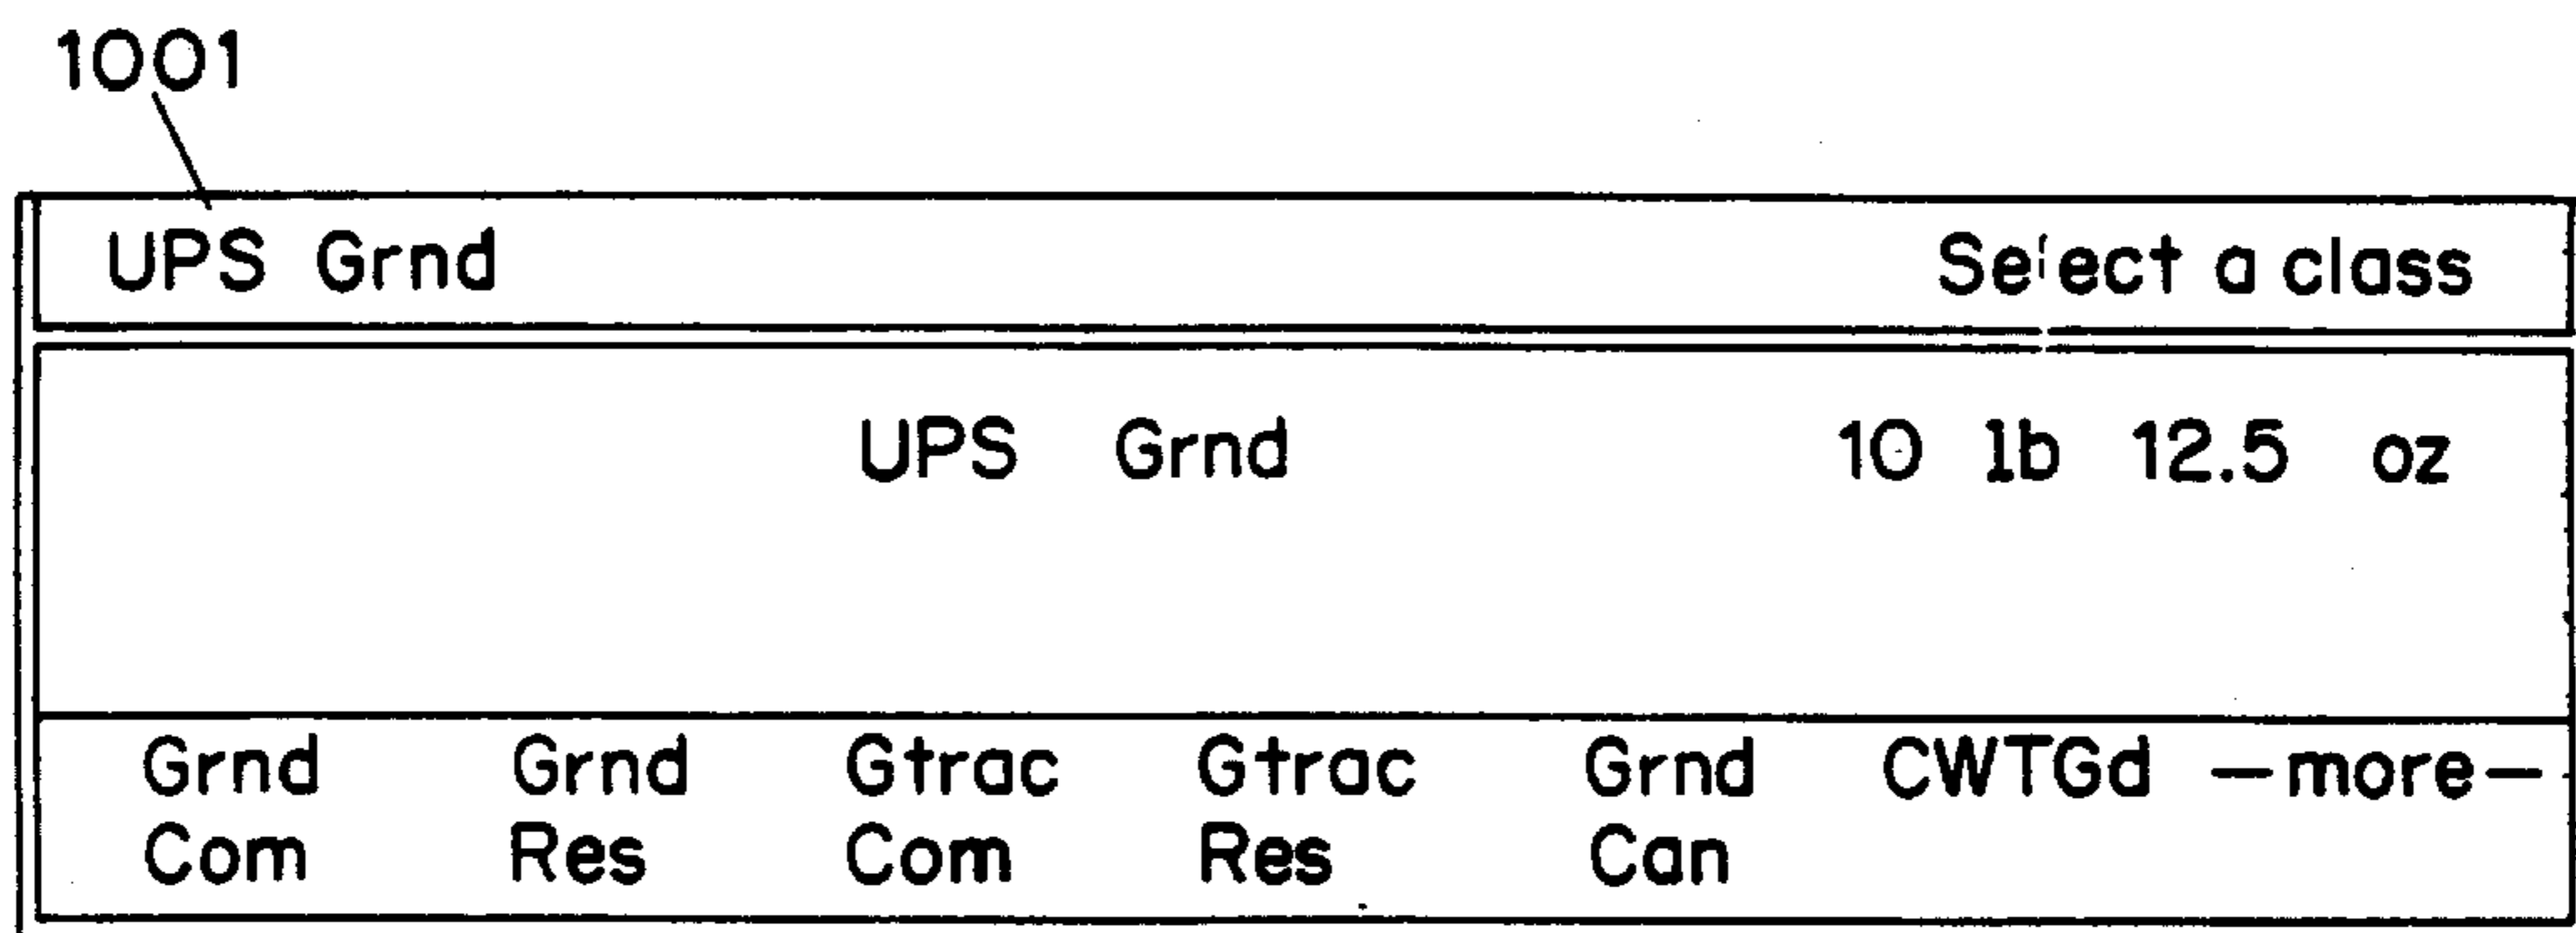 1001
UPS Grnd Select a class
UPS Grnd 10 lb 12.5 oz
Grnd Grnd Gtrac Gtrac Grnd CWTGd —more—
Com Res Com Res Can